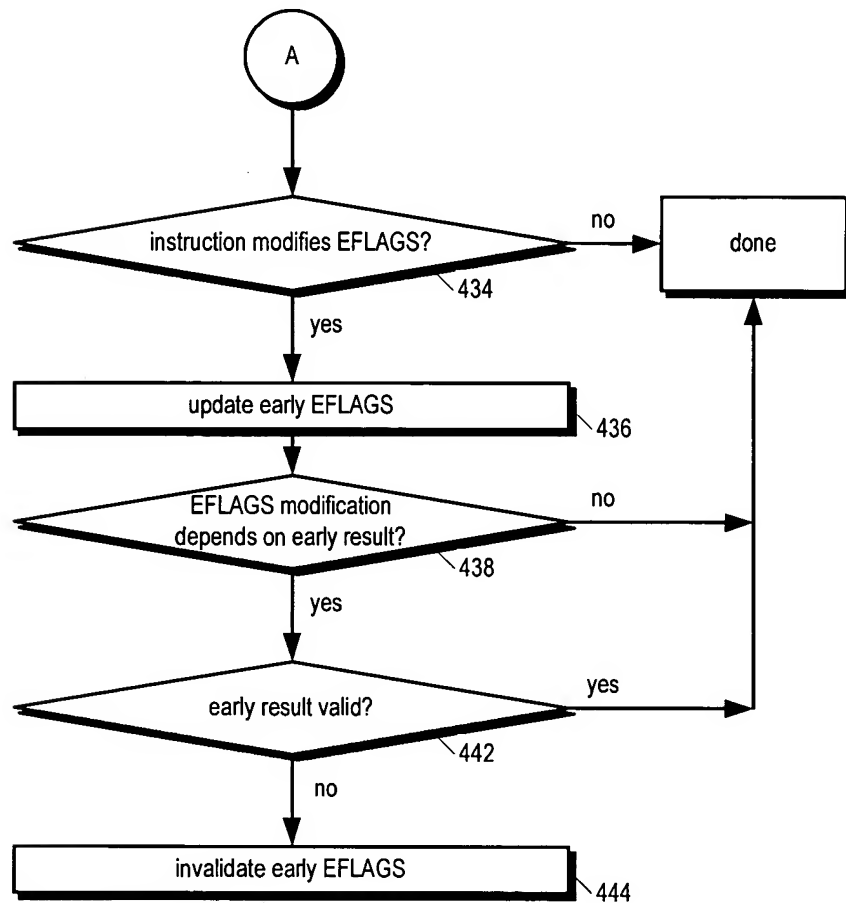 A
instruction modifies EFLAGS?
no
done
434
yes
update early EFLAGS
436
EFLAGS modification
depends on early result?
no
438
yes
early result valid?
yes
442
no
invalidate early EFLAGS
444